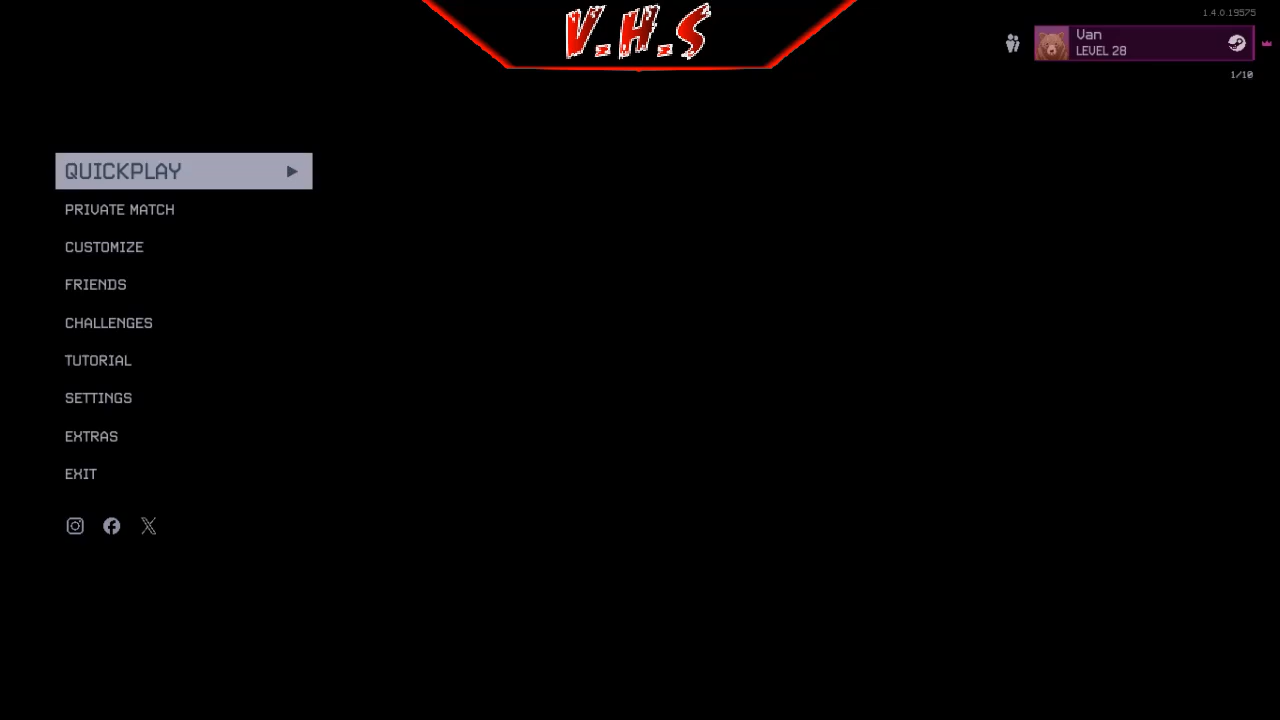 V.H.S
1.4.0.19575
Van
LEVEL 28
1/10
QUICKPLAY
PRIVATE MATCH
CUSTOMIZE
FRIENDS
CHALLENGES
TUTORIAL
SETTINGS
EXTRAS
EXIT